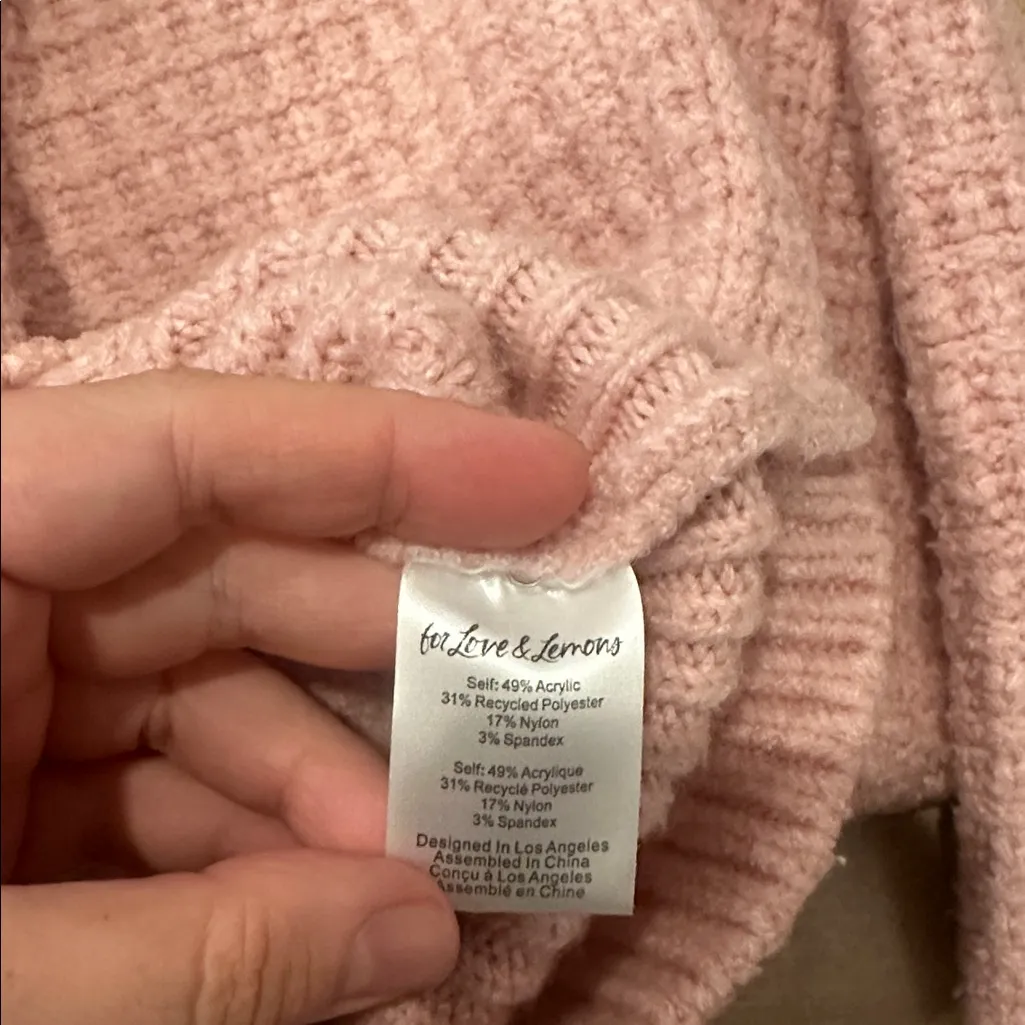 for Love & Lemons
Self: 49% Acrylic
31% Recycled Polyester
17% Nylon
3% Spandex
Self: 49% Acrylique
31% Recyclé Polyester
17% Nylon
3% Spandex
Designed In Los Angeles
Assembled In China
Conçu à Los Angeles
Assemblé en Chine